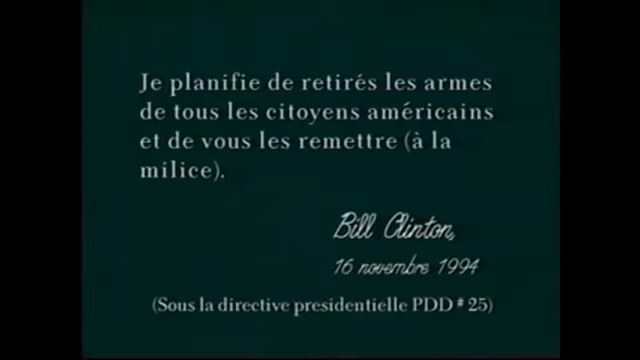 Je planifie de retirés les armes
de tous les citoyens américains
et de vous les remettre (à la
milice).
Bill Clinton,
16 novembre 1994
(Sous la directive presidentielle PDD # 25)